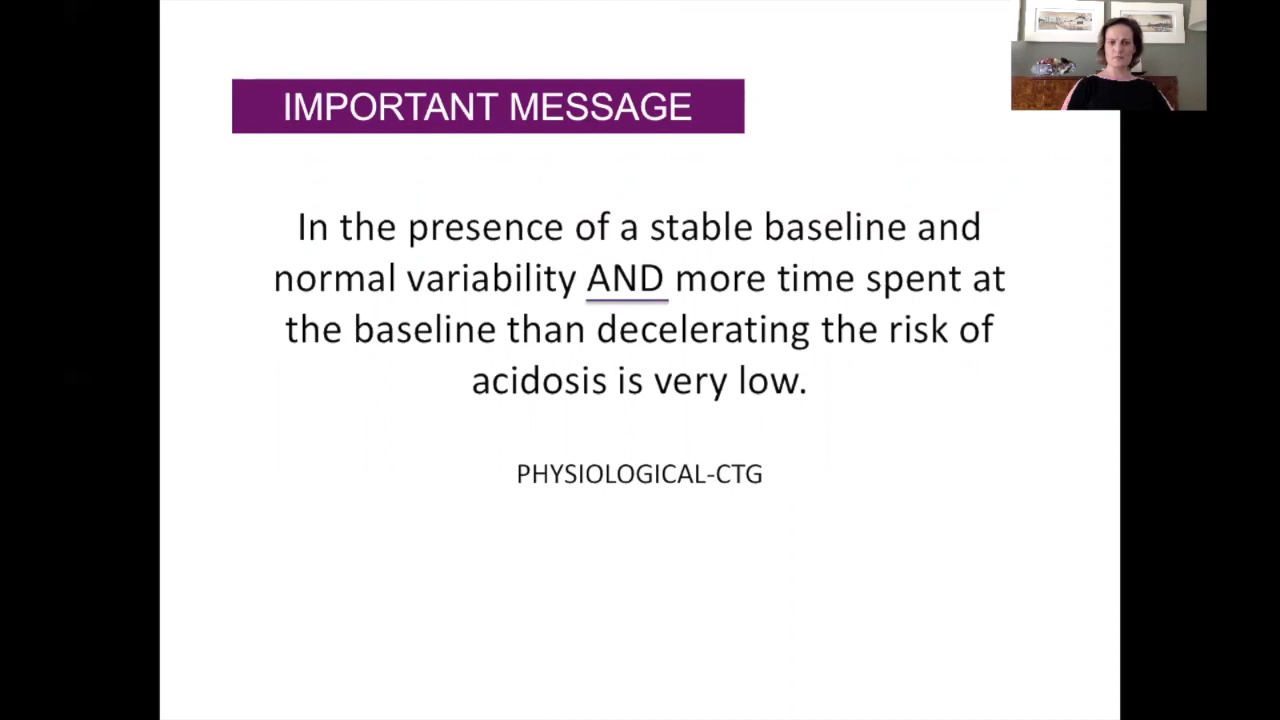 IMPORTANT MESSAGE
In the presence of a stable baseline and
normal variability AND more time spent at
the baseline than decelerating the risk of
acidosis is very low.
PHYSIOLOGICAL-CTG